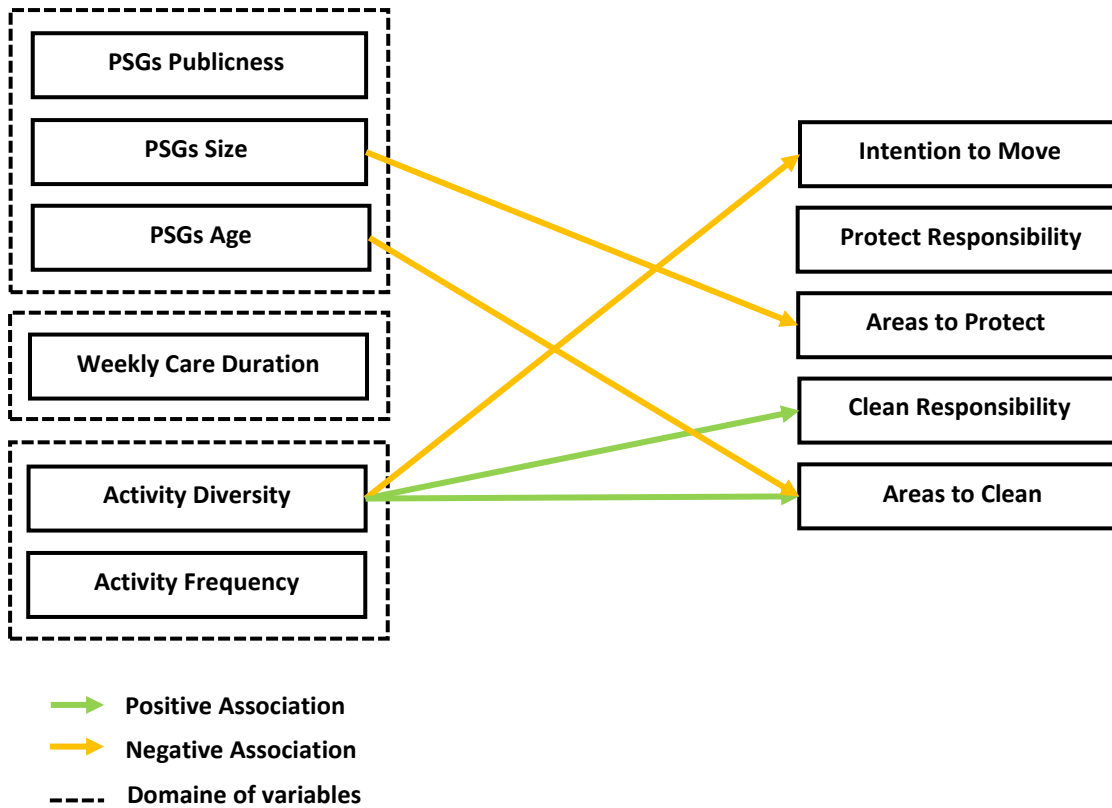 PSGs Publicness
PSGs Size
PSGs Age
Weekly Care Duration
Activity Diversity
Activity Frequency
Intention to Move
Protect Responsibility
Areas to Protect
Clean Responsibility
Areas to Clean
Positive Association
Negative Association
Domaine of variables